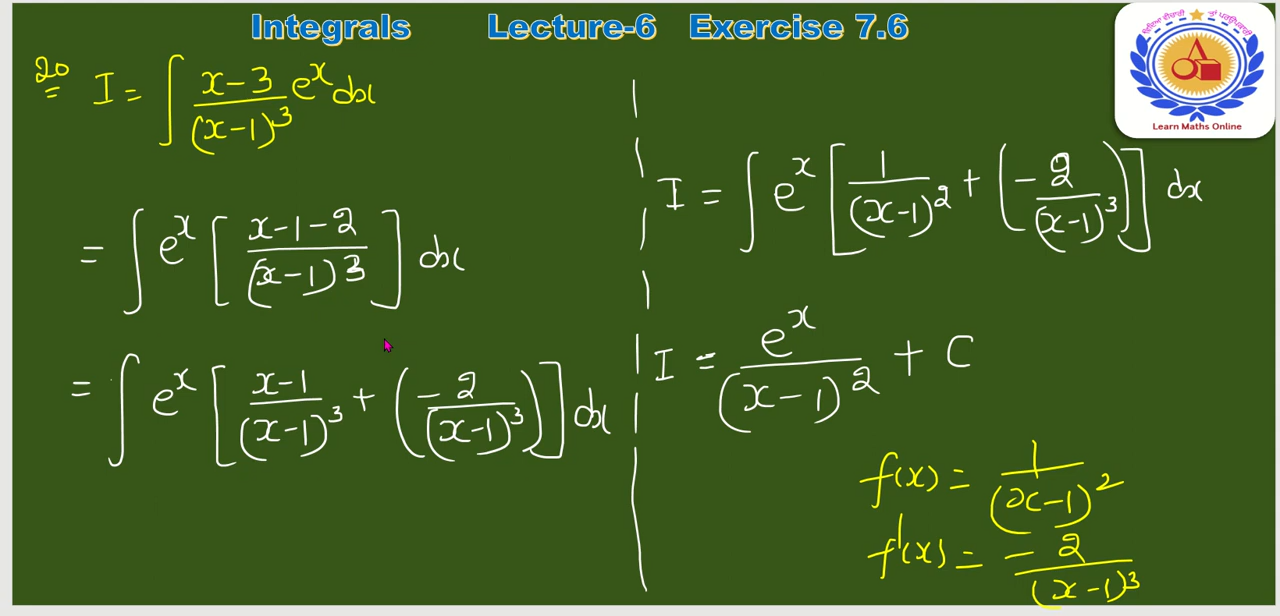 Integrals Lecture-6 Exercise 7.6
ਵਿਦਿਆ ਵੀਚਾਰੀ ਤਾਂ ਪਰਉਪਕਾਰੀ
Learn Maths Online
20 I = ∫ (x-3)/(x-1)³ eˣ dx
= ∫ eˣ [ (x-1-2)/(x-1)³ ] dx
= ∫ eˣ [ (x-1)/(x-1)³ + (-2/(x-1)³) ] dx
I = ∫ eˣ [ 1/(x-1)² + (-2/(x-1)³) ] dx
I = eˣ/(x-1)² + C
f(x) = 1/(x-1)²
f'(x) = -2/(x-1)³